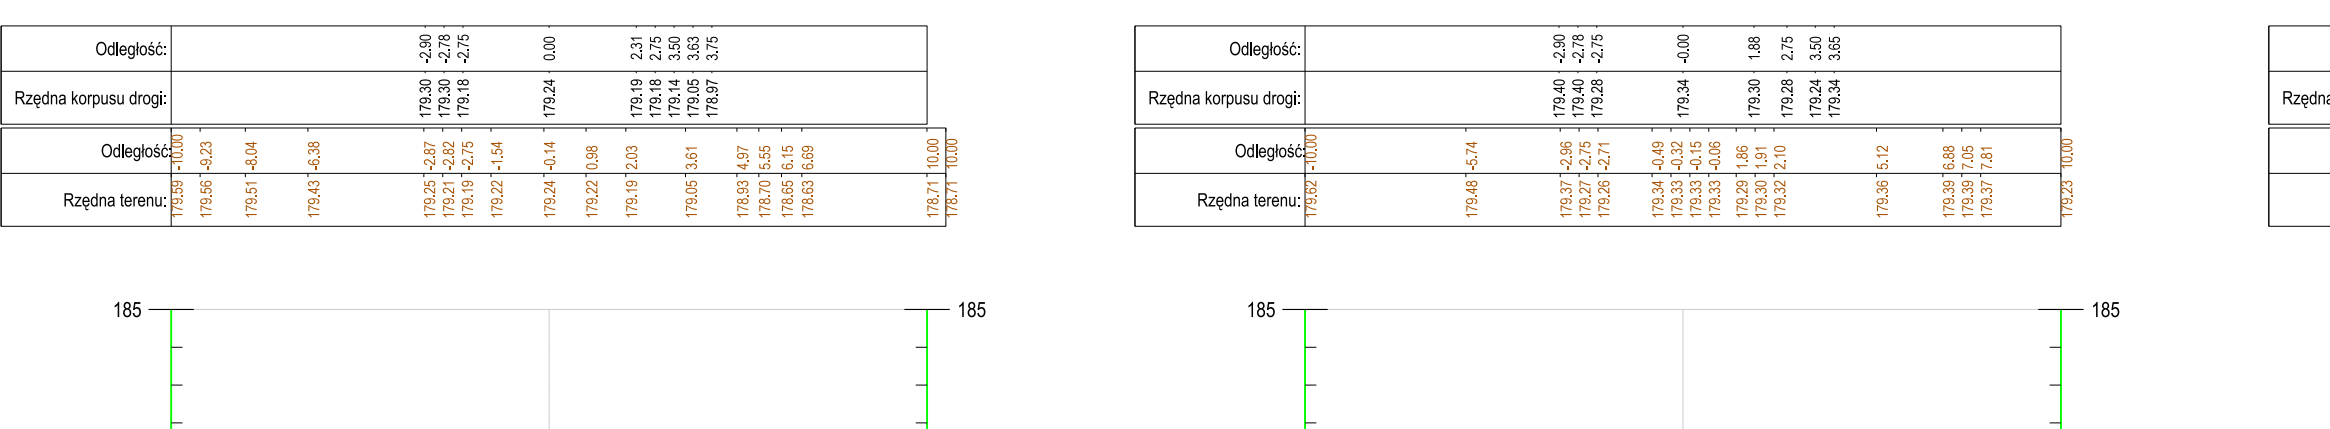 Odległość: -2.90 -2.78 -2.75 0.00 2.31 2.75 3.50 3.63 3.75
Rzędna korpusu drogi: 179.30 179.30 179.18 179.24 179.19 179.18 179.14 179.05 178.97
Odległość: -10.00 -9.23 -8.04 -6.38 -2.87 -2.82 -2.75 -1.54 -0.14 0.98 2.03 3.61 4.97 5.55 6.15 6.69 10.00 10.00
Rzędna terenu: 179.59 179.56 179.51 179.43 179.25 179.21 179.19 179.22 179.24 179.22 179.19 179.05 178.93 178.70 178.65 178.63 178.71 178.71
185 185
Odległość: -2.90 -2.78 -2.75 -0.00 1.88 2.75 3.50 3.65
Rzędna korpusu drogi: 179.40 179.40 179.28 179.34 179.30 179.28 179.24 179.34
Odległość: -10.00 -5.74 -2.96 -2.75 -2.71 -0.49 -0.32 -0.15 -0.06 1.86 1.91 2.10 5.12 6.88 7.05 7.81 10.00
Rzędna terenu: 179.62 179.48 179.37 179.27 179.26 179.34 179.33 179.33 179.33 179.29 179.30 179.32 179.36 179.39 179.39 179.37 179.23
185 185
Rzędna